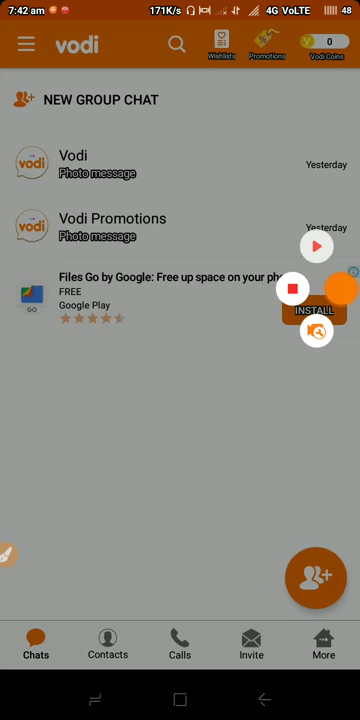 7:42 am 171K/s 4G VoLTE 48
vodi
Wishlists Promotions V 0 Vodi Coins
NEW GROUP CHAT
vodi Vodi Yesterday
Photo message
vodi Vodi Promotions Yesterday
Photo message
Files Go by Google: Free up space on your
FREE
GO Google Play INSTALL
Chats Contacts Calls Invite More